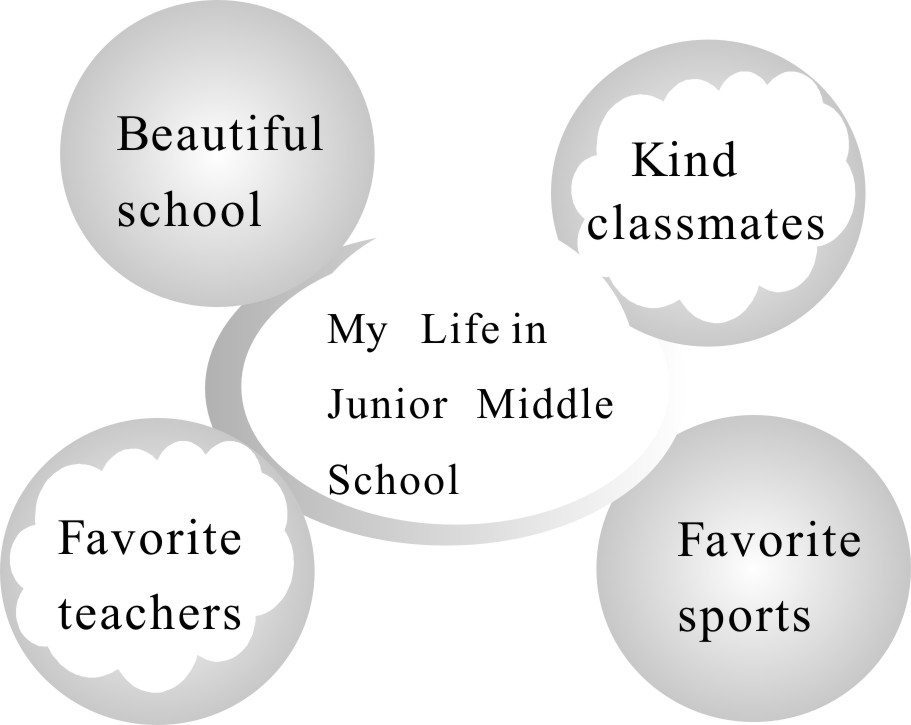 Beautiful
school
Kind
classmates
My Life in
Junior Middle
School
Favorite
teachers
Favorite
sports